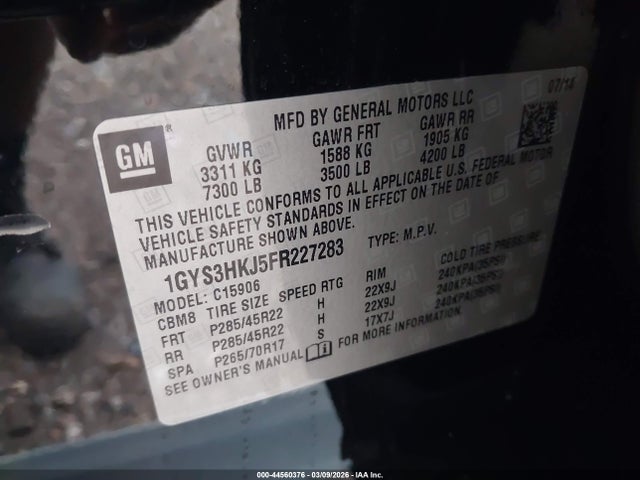 07/14
MFD BY GENERAL MOTORS LLC
GM ®
GVWR GAWR FRT GAWR RR
3311 KG 1588 KG 1905 KG
7300 LB 3500 LB 4200 LB
THIS VEHICLE CONFORMS TO ALL APPLICABLE U.S. FEDERAL MOTOR
VEHICLE SAFETY STANDARDS IN EFFECT ON THE DATE OF
MANUFACTURE SHOWN ABOVE.
1GYS3HKJ5FR227283 TYPE: M.P.V.
MODEL: C15906
CBM8 TIRE SIZE SPEED RTG RIM COLD TIRE PRESSURE
FRT P285/45R22 H 22X9J 240KPA(35PSI)
RR P285/45R22 H 22X9J 240KPA(35PSI)
SPA P265/70R17 S 17X7J 240KPA(35PSI)
SEE OWNER'S MANUAL FOR MORE INFORMATION.
000-44560376 - 03/09/2026 - IAA Inc.